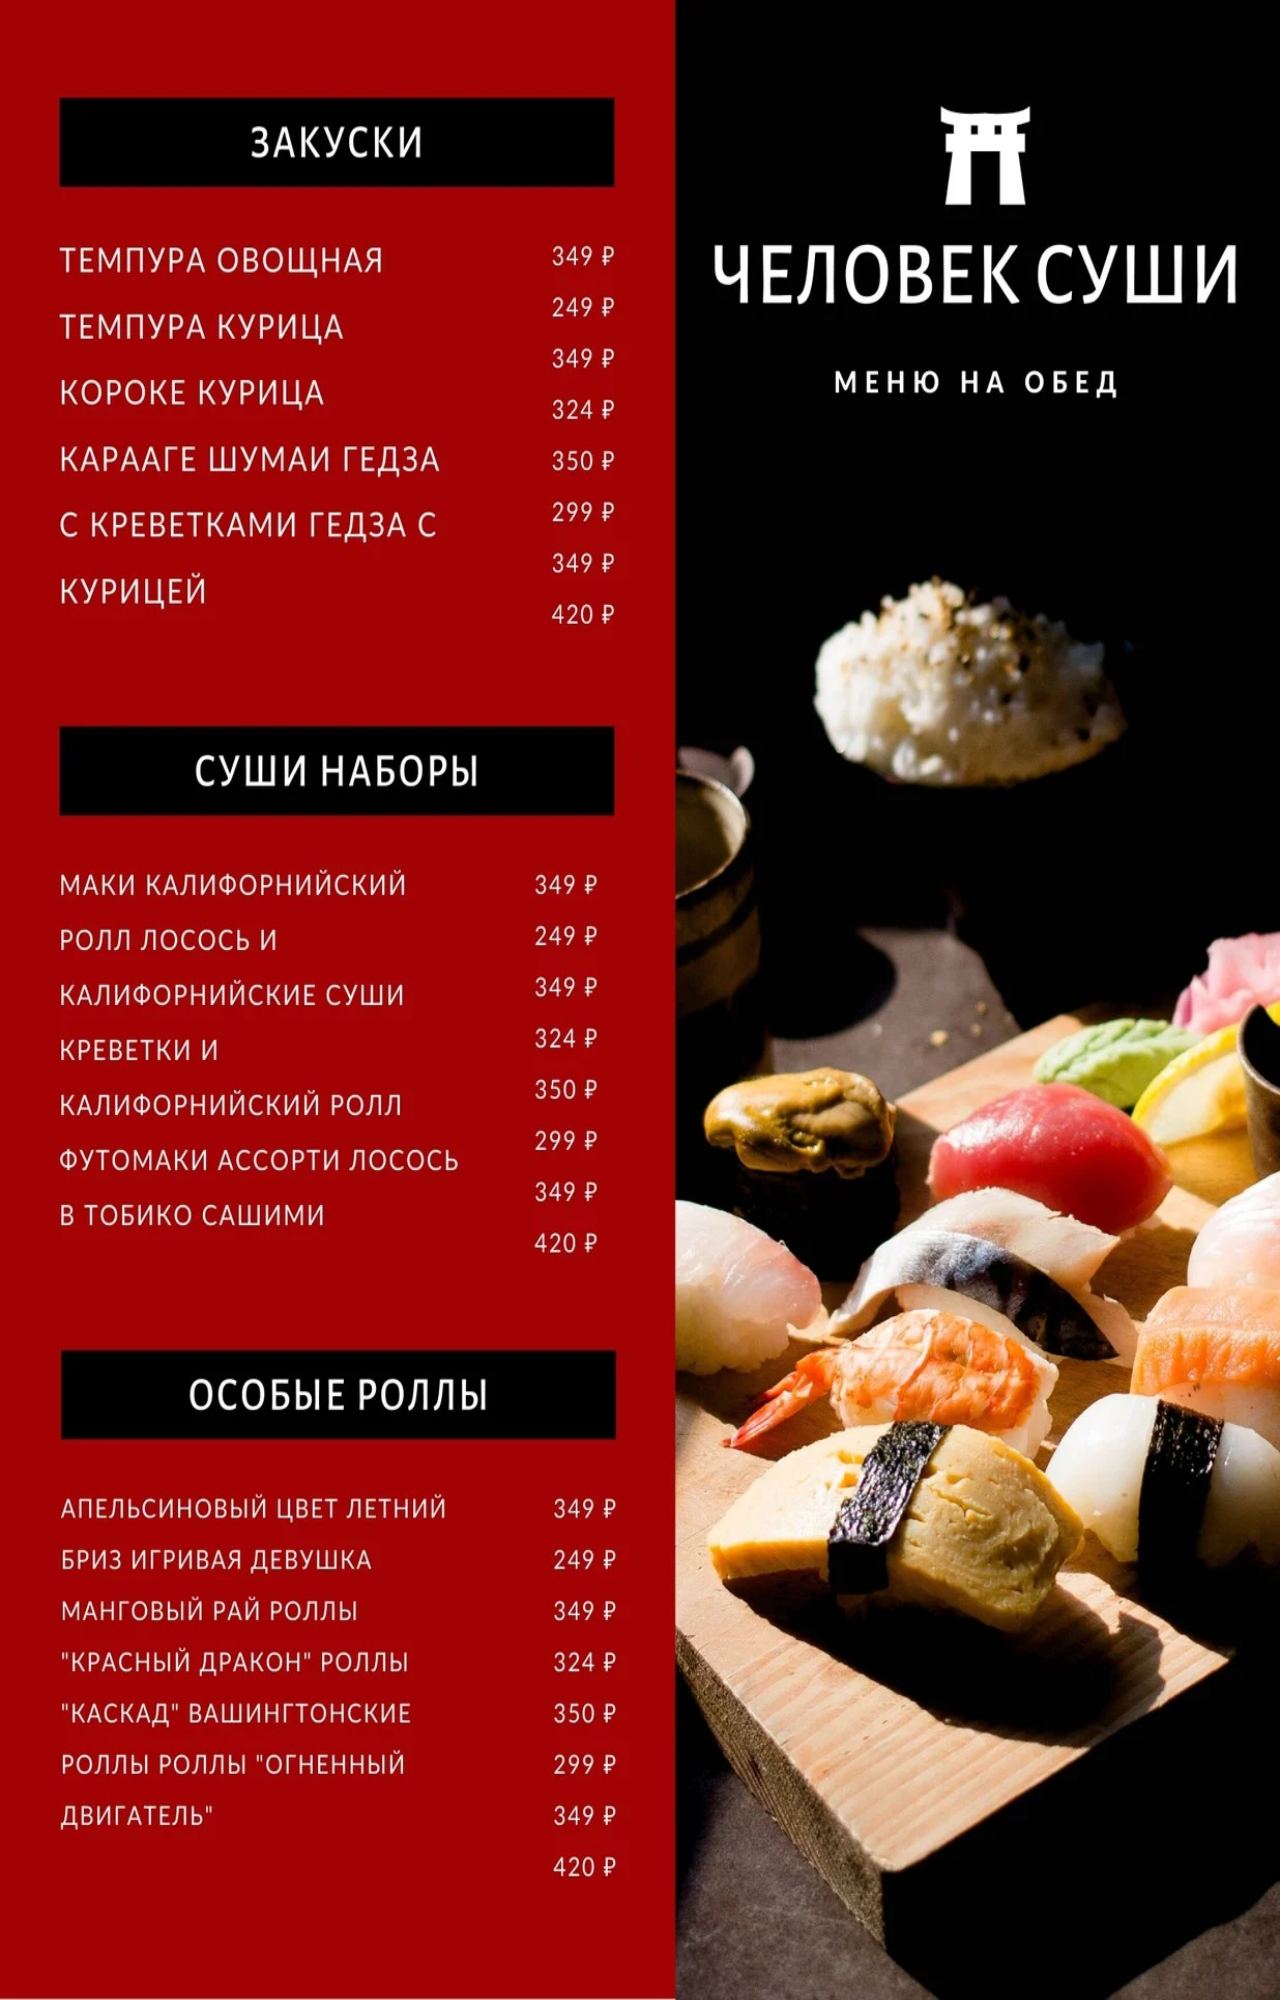 ЗАКУСКИ
ТЕМПУРА ОВОЩНАЯ
ТЕМПУРА КУРИЦА
КОРОКЕ КУРИЦА
КАРААГЕ ШУМАИ ГЕДЗА
С КРЕВЕТКАМИ ГЕДЗА С
КУРИЦЕЙ
349 ₽
249 ₽
349 ₽
324 ₽
350 ₽
299 ₽
349 ₽
420 ₽
СУШИ НАБОРЫ
МАКИ КАЛИФОРНИЙСКИЙ
РОЛЛ ЛОСОСЬ И
КАЛИФОРНИЙСКИЕ СУШИ
КРЕВЕТКИ И
КАЛИФОРНИЙСКИЙ РОЛЛ
ФУТОМАКИ АССОРТИ ЛОСОСЬ
В ТОБИКО САШИМИ
349 ₽
249 ₽
349 ₽
324 ₽
350 ₽
299 ₽
349 ₽
420 ₽
ОСОБЫЕ РОЛЛЫ
АПЕЛЬСИНОВЫЙ ЦВЕТ ЛЕТНИЙ
БРИЗ ИГРИВАЯ ДЕВУШКА
МАНГОВЫЙ РАЙ РОЛЛЫ
"КРАСНЫЙ ДРАКОН" РОЛЛЫ
"КАСКАД" ВАШИНГТОНСКИЕ
РОЛЛЫ РОЛЛЫ "ОГНЕННЫЙ
ДВИГАТЕЛЬ"
349 ₽
249 ₽
349 ₽
324 ₽
350 ₽
299 ₽
349 ₽
420 ₽
ЧЕЛОВЕК СУШИ
МЕНЮ НА ОБЕД